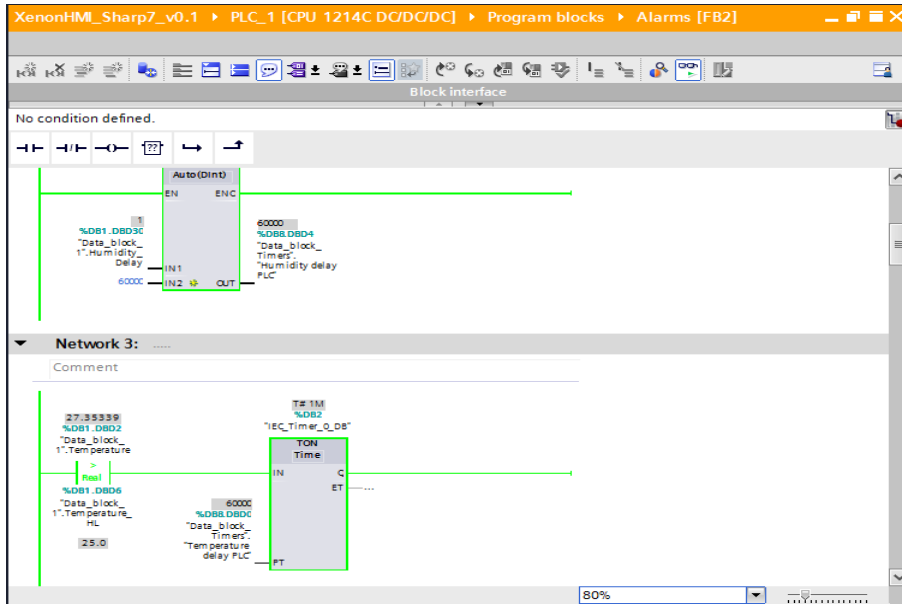 XenonHMI_Sharp7_v0.1 ▸ PLC_1 [CPU 1214C DC/DC/DC] ▸ Program blocks ▸ Alarms [FB2]
Block interface
No condition defined.
??
Auto(DInt)
EN ENC
1
%DB1.DBD30
"Data_block_
1".Humidity_
Delay
IN1
60000
IN2
OUT
60000
%DB8.DBD4
"Data_block_
Timers".
"Humidity delay
PLC"
Network 3: .....
Comment
27.35339
%DB1.DBD2
"Data_block_
1".Temperature
>
Real
%DB1.DBD6
"Data_block_
1".Temperature_
HL
25.0
T# 1M
%DB2
"IEC_Timer_0_DB"
TON
Time
IN C
ET ...
60000
%DB8.DBD0
"Data_block_
Timers".
"Temperature
delay PLC"
PT
80%